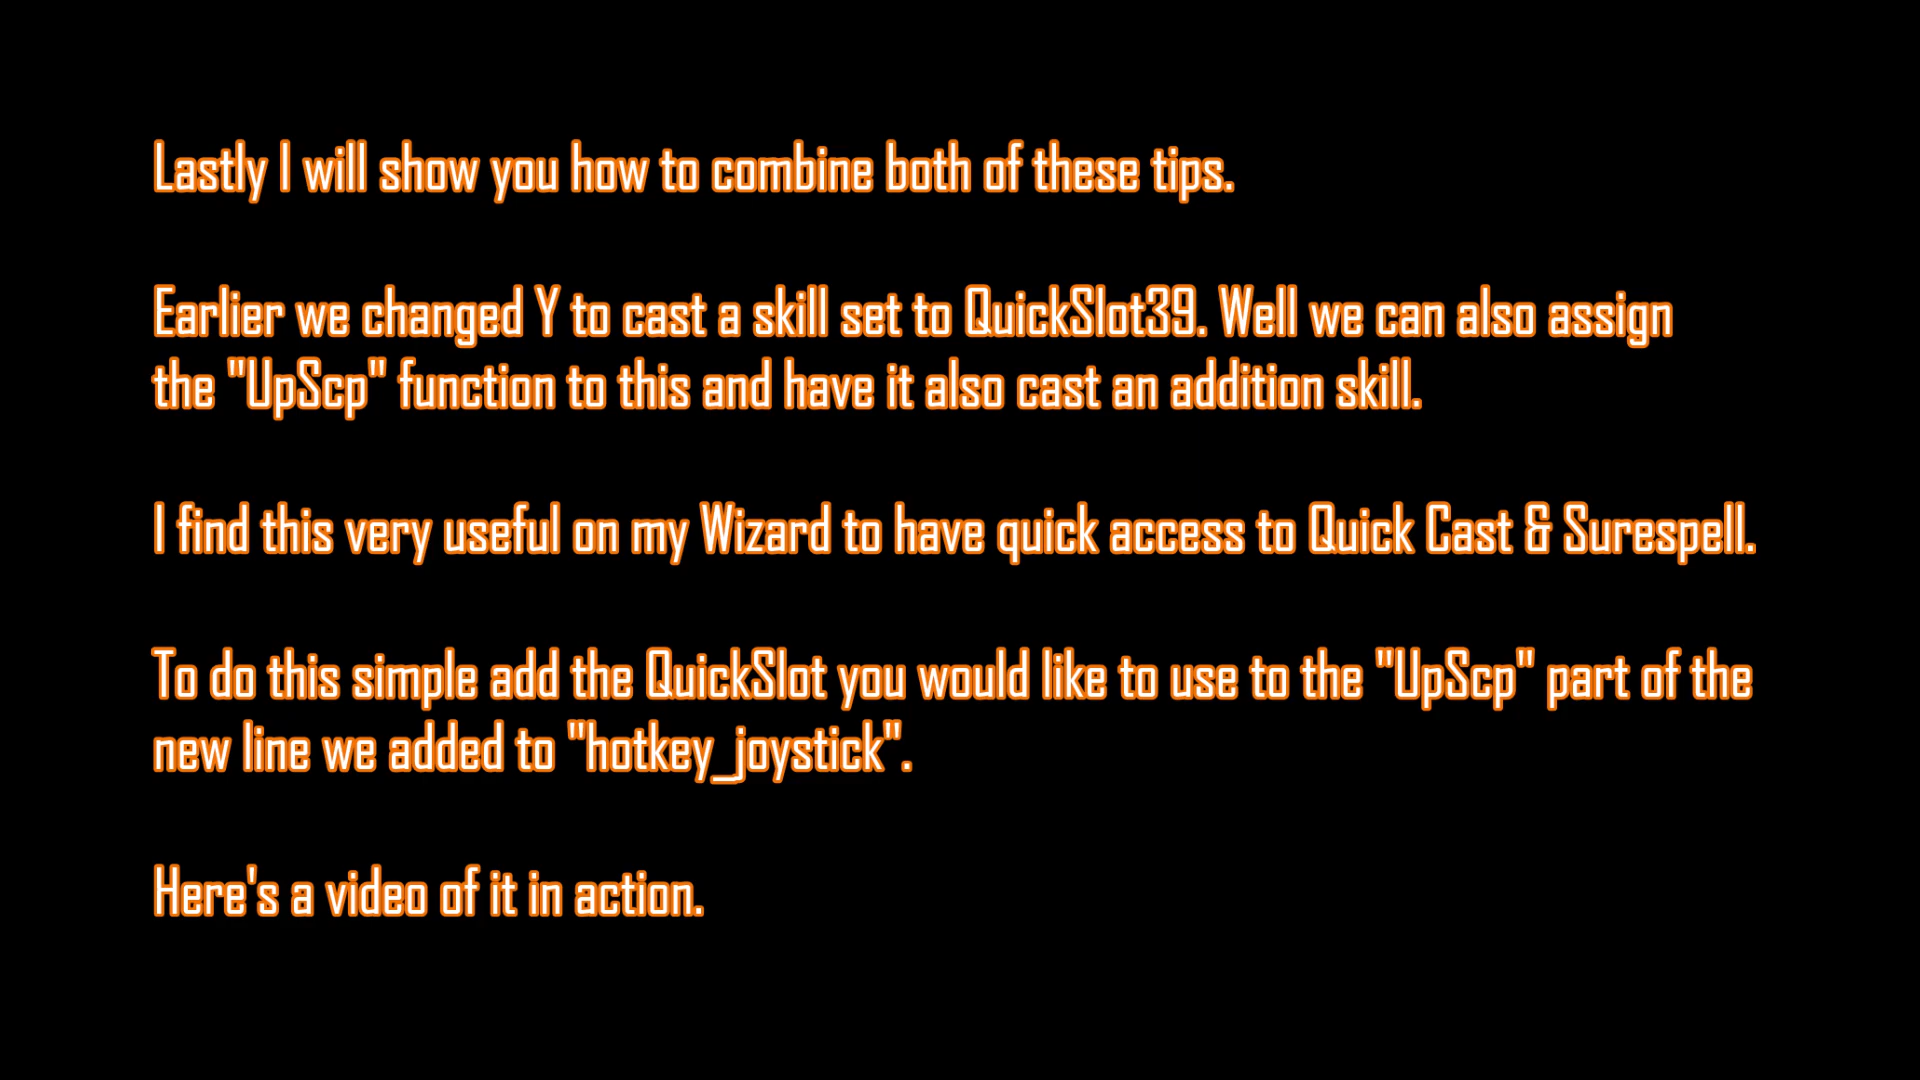 Lastly I will show you how to combine both of these tips.
Earlier we changed Y to cast a skill set to QuickSlot39. Well we can also assign
the "UpScp" function to this and have it also cast an addition skill.
I find this very useful on my Wizard to have quick access to Quick Cast & Surespell.
To do this simple add the QuickSlot you would like to use to the "UpScp" part of the
new line we added to "hotkey_joystick".
Here's a video of it in action.